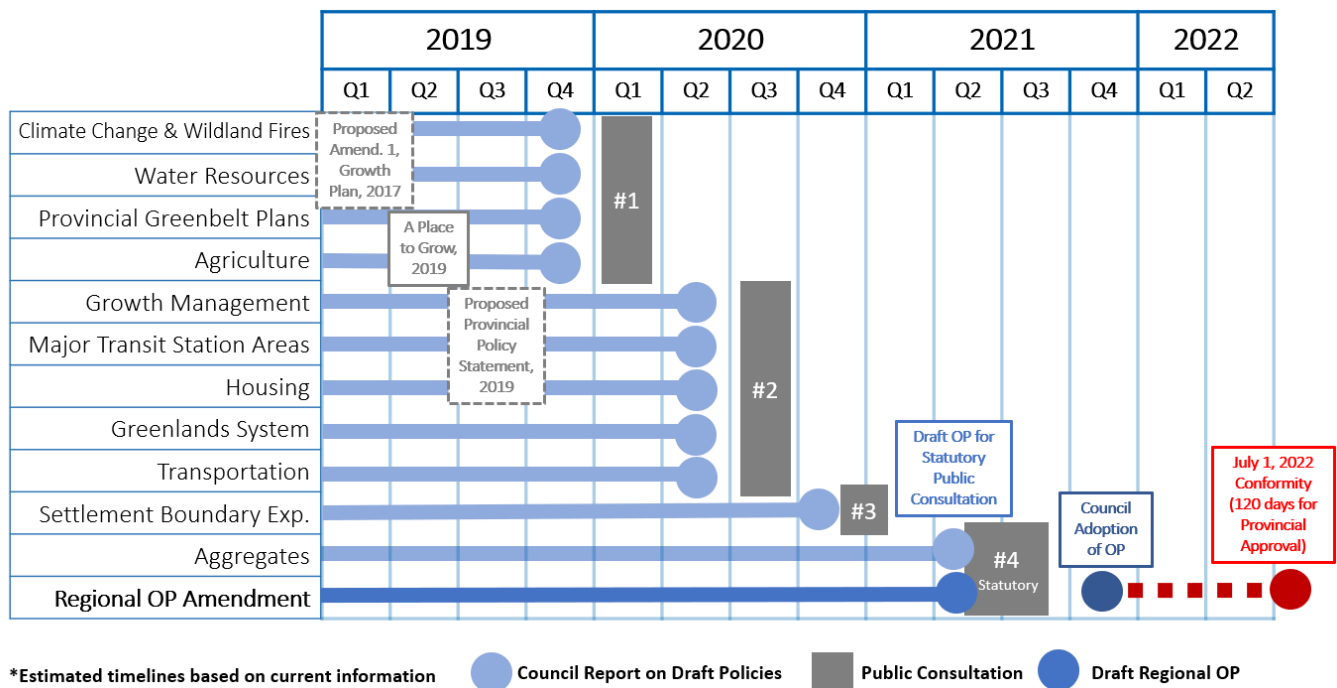 2019 2020 2021 2022
Q1 Q2 Q3 Q4 Q1 Q2 Q3 Q4 Q1 Q2 Q3 Q4 Q1 Q2
Climate Change & Wildland Fires
Water Resources
Provincial Greenbelt Plans
Agriculture
Growth Management
Major Transit Station Areas
Housing
Greenlands System
Transportation
Settlement Boundary Exp.
Aggregates
Regional OP Amendment
Proposed
Amend. 1,
Growth
Plan, 2017
A Place
to Grow,
2019
Proposed
Provincial
Policy
Statement,
2019
#1
#2
#3
#4
Statutory
Draft OP for
Statutory
Public
Consultation
Council
Adoption
of OP
July 1, 2022
Conformity
(120 days for
Provincial
Approval)
*Estimated timelines based on current information
Council Report on Draft Policies
Public Consultation
Draft Regional OP